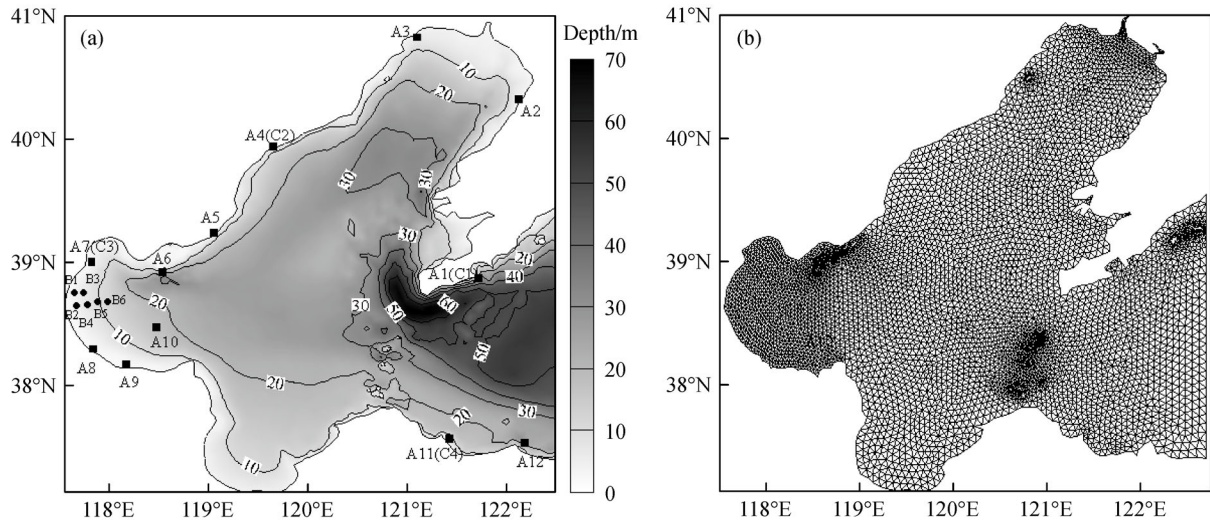 41°N
40°N
39°N
38°N
118°E
119°E
120°E
121°E
122°E
(a)
A3
10
20
A2
A4(C2)
30
30
A5
A7(C3)
A6
30
20
A1(C1)
40
B1 B3
B6
B2 B4 B5
20
30
50
60
50
10
A10
A8
A9
20
30
20
10
A11(C4)
A12
Depth/m
70
60
50
40
30
20
10
0
(b)
41°N
40°N
39°N
38°N
118°E
119°E
120°E
121°E
122°E